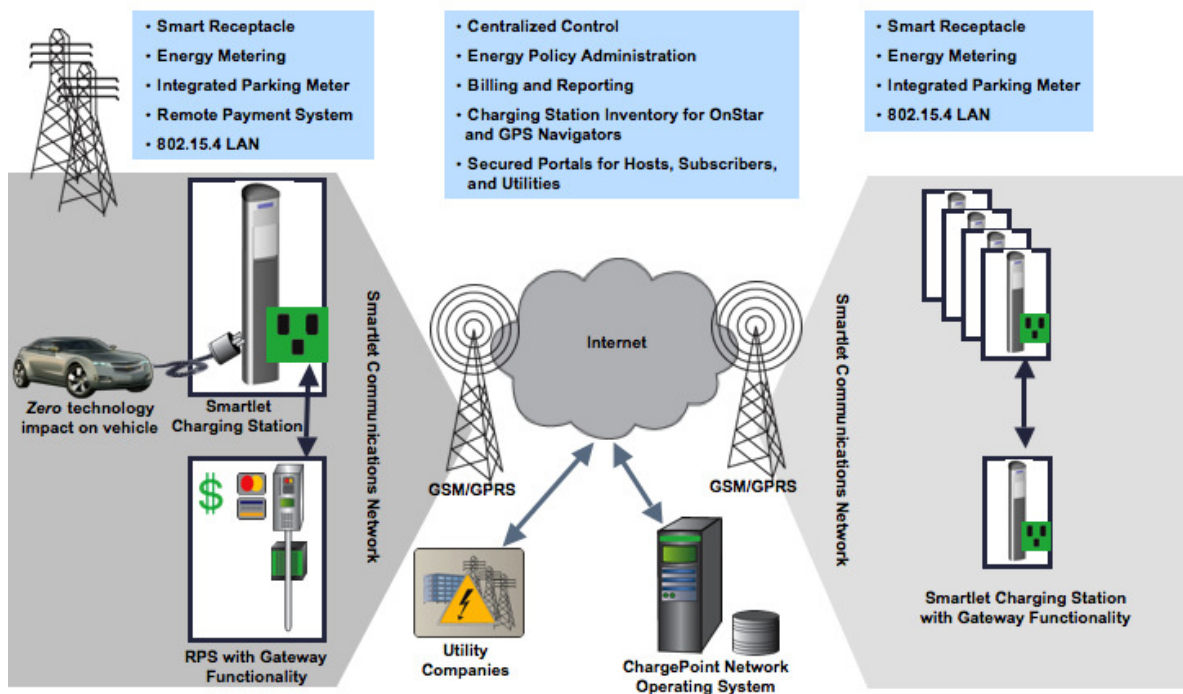 • Smart Receptacle
• Energy Metering
• Integrated Parking Meter
• Remote Payment System
• 802.15.4 LAN
• Centralized Control
• Energy Policy Administration
• Billing and Reporting
• Charging Station Inventory for OnStar
and GPS Navigators
• Secured Portals for Hosts, Subscribers,
and Utilities
• Smart Receptacle
• Energy Metering
• Integrated Parking Meter
• 802.15.4 LAN
Zero technology
impact on vehicle
Smartlet
Charging Station
$
RPS with Gateway
Functionality
Smartlet Communications Network
GSM/GPRS
Internet
GSM/GPRS
Utility
Companies
ChargePoint Network
Operating System
Smartlet Communications Network
Smartlet Charging Station
with Gateway Functionality